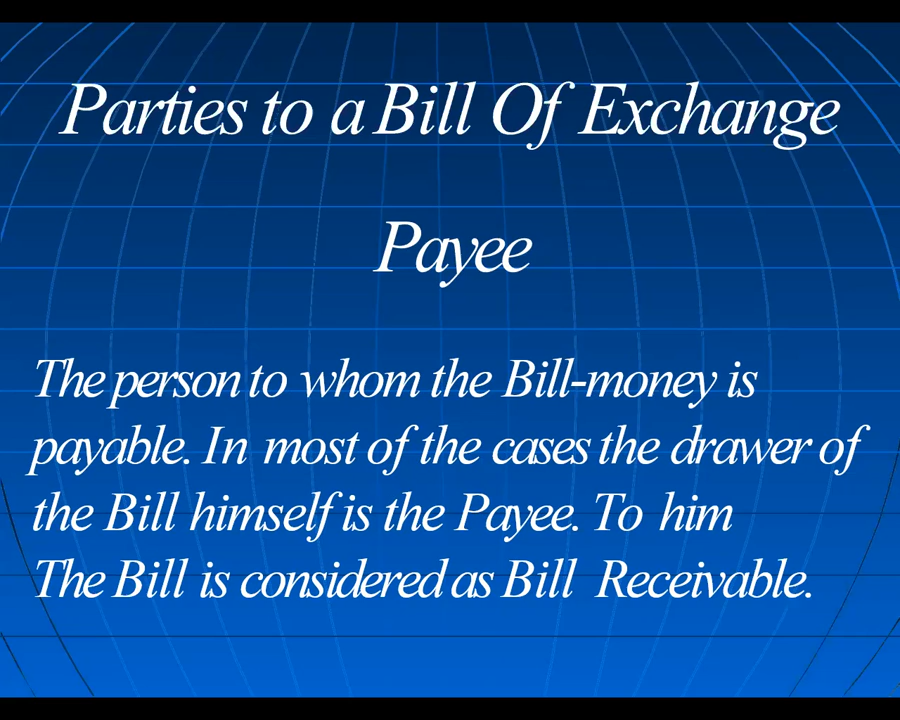 Parties to a Bill Of Exchange
Payee
The person to whom the Bill-money is
payable. In most of the cases the drawer of
the Bill himself is the Payee. To him
The Bill is considered as Bill Receivable.